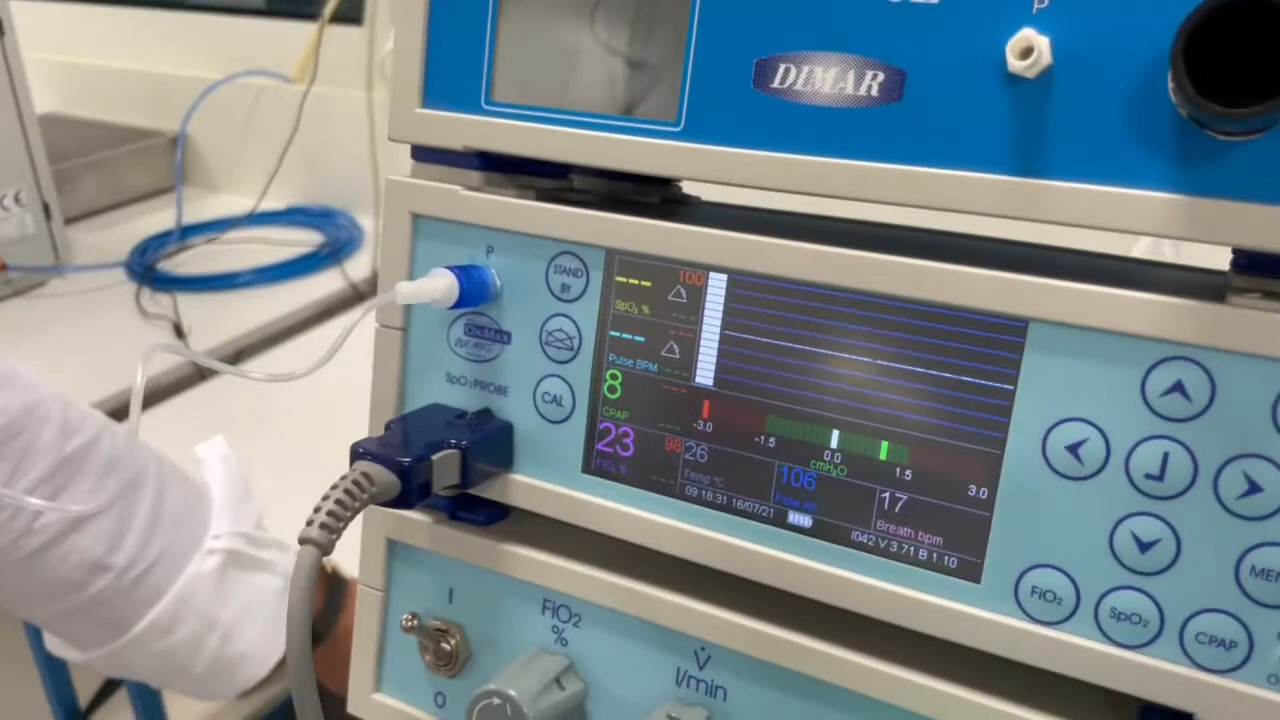 P
DIMAR
P
STAND
BY
SpO2 PROBE
CAL
100
SpO2 %
Pulse BPM
8
CPAP
23
98
FiO2 %
-3.0
-1.5
0.0
1.5
3.0
cmH2O
26
Temp °C
106
Flow l/m
17
Breath bpm
09:18:31 16/07/21
I042 V 3.71 B 1.10
FiO2
SpO2
CPAP
MEN
I
O
FiO2
%
V̇
l/min